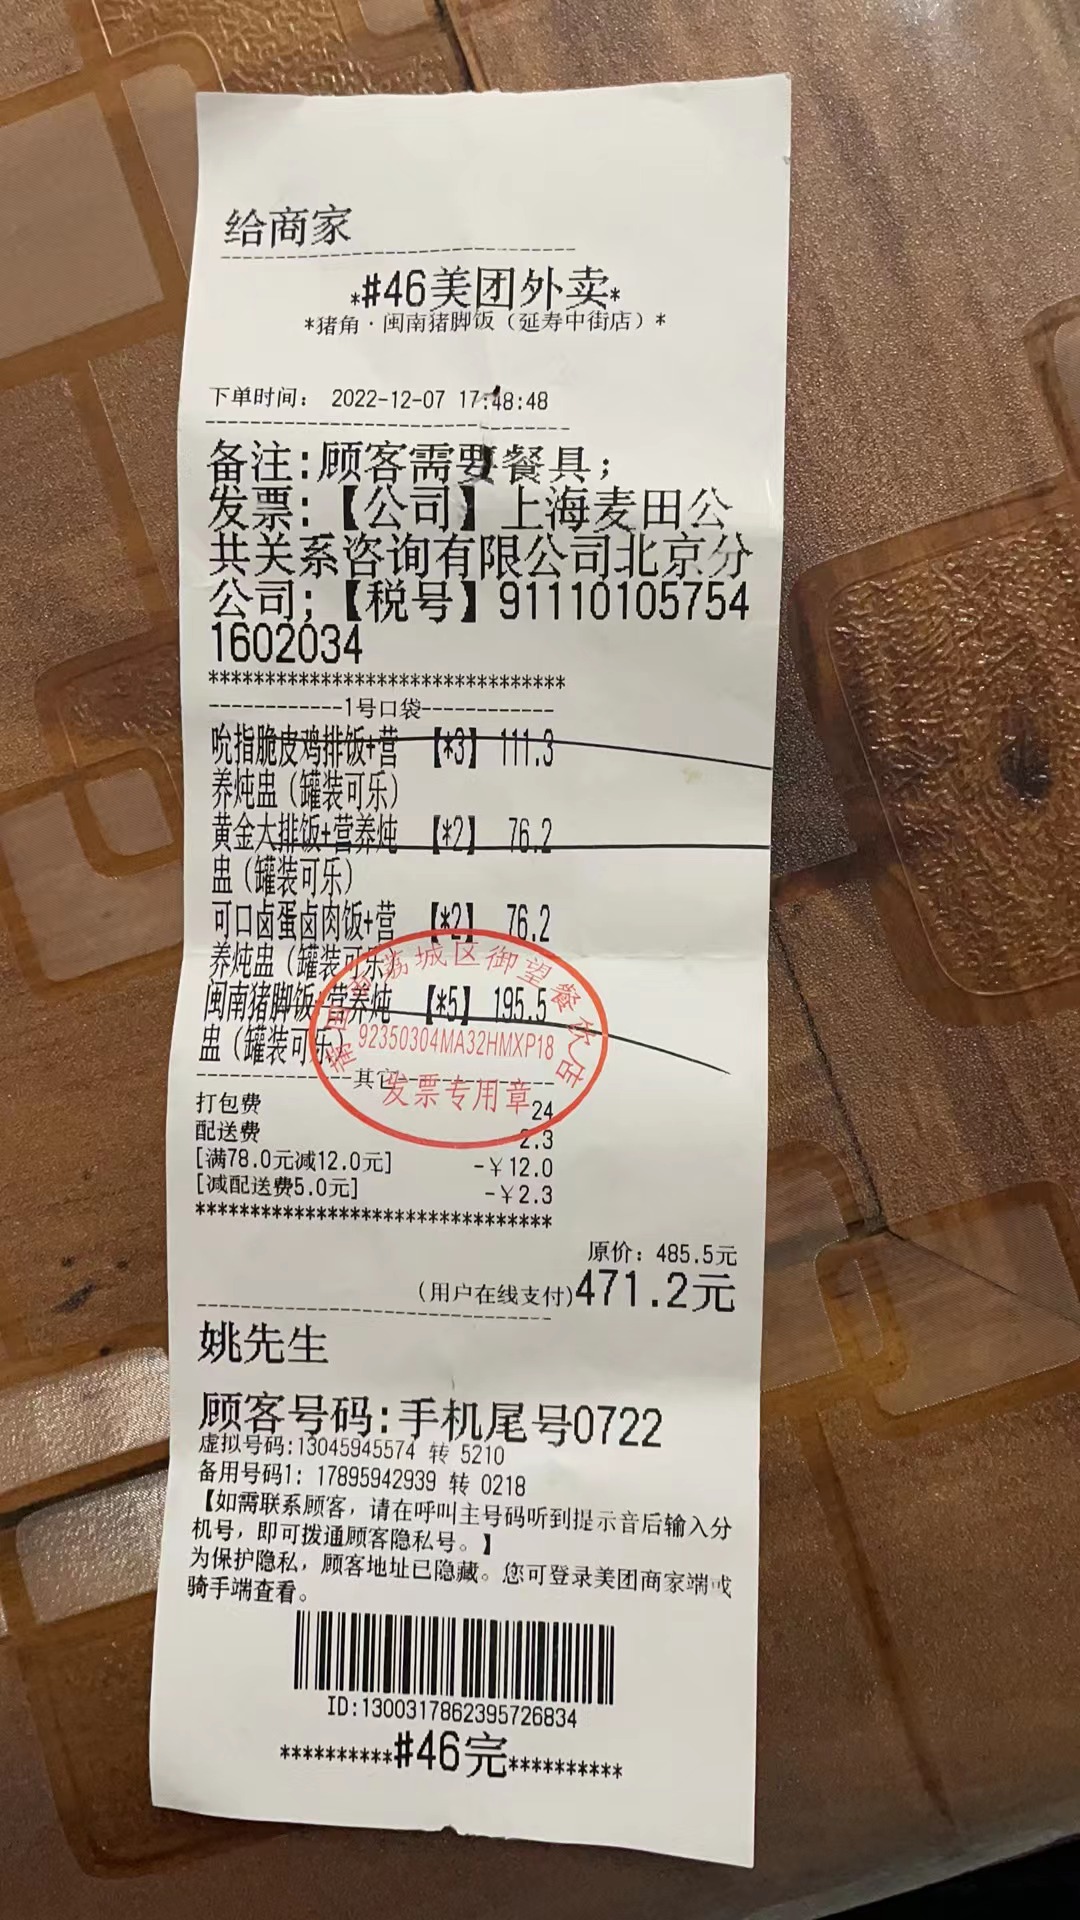 给商家
*#46美团外卖*
*猪角·闽南猪脚饭（延寿中街店）*
下单时间： 2022-12-07 17:48:48
备注:顾客需要餐具；
发票:【公司】上海麦田公
共关系咨询有限公司北京分
公司;【税号】91110105754
1602034
********************************
------------1号口袋------------
吮指脆皮鸡排饭+营 【*3】 111.3
养炖盅（罐装可乐）
黄金大排饭+营养炖 【*2】 76.2
盅（罐装可乐）
可口卤蛋卤肉饭+营 【*2】 76.2
养炖盅（罐装可乐）
闽南猪脚饭+营养炖 【*5】 195.5
盅（罐装可乐）
荔城区御望餐饮店
92350304MA32HMXP18
发票专用章
--------------其它--------------
打包费 24
配送费 2.3
[满78.0元减12.0元] -￥12.0
[减配送费5.0元] -￥2.3
********************************
原价: 485.5元
(用户在线支付)471.2元
姚先生
顾客号码:手机尾号0722
虚拟号码:13045945574 转 5210
备用号码1: 17895942939 转 0218
【如需联系顾客，请在呼叫主号码听到提示音后输入分
机号，即可拨通顾客隐私号。】
为保护隐私，顾客地址已隐藏。您可登录美团商家端或
骑手端查看。
ID:1300317862395726834
**********#46完**********